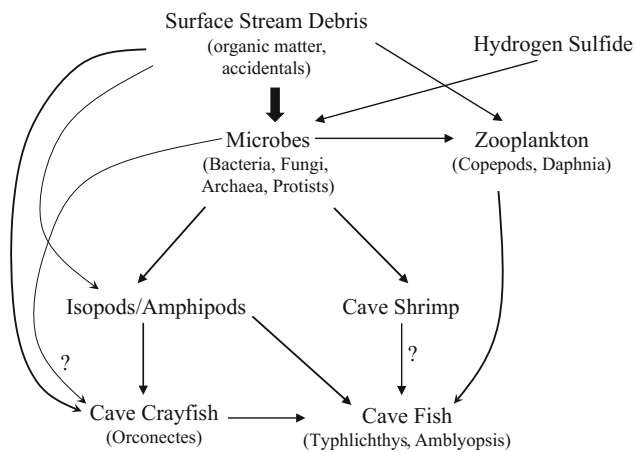 Surface Stream Debris
(organic matter,
accidentals)
Hydrogen Sulfide
Microbes
(Bacteria, Fungi,
Archaea, Protists)
Zooplankton
(Copepods, Daphnia)
Isopods/Amphipods
Cave Shrimp
?
?
Cave Crayfish
(Orconectes)
Cave Fish
(Typhlichthys, Amblyopsis)